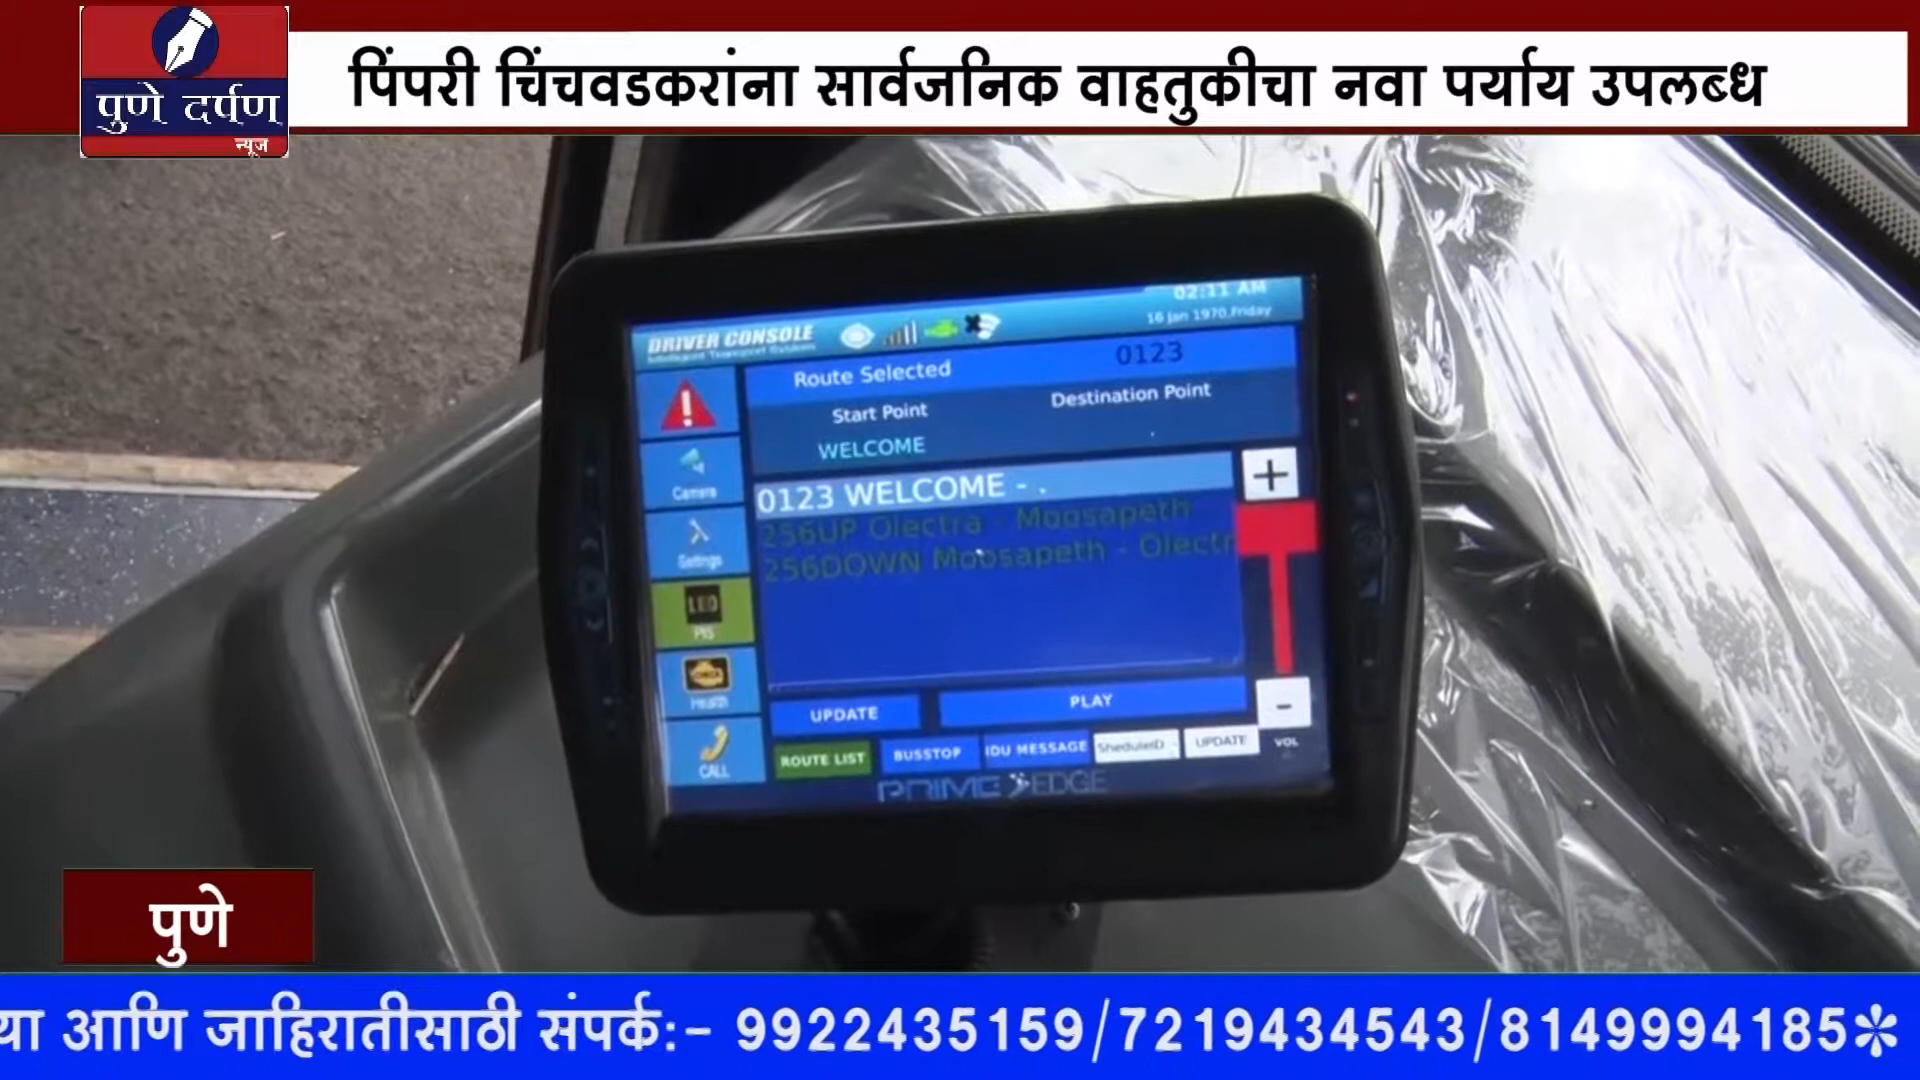 पिंपरी चिंचवडकरांना सार्वजनिक वाहतुकीचा नवा पर्याय उपलब्ध
पुणे दर्पण
न्यूज
02:11 AM
16 Jan 1970,Friday
DRIVER CONSOLE
Intelligent Transport System
Route Selected 0123
Start Point Destination Point
WELCOME .
0123 WELCOME - .
256UP Olectra - Moosapeth
256DOWN Moosapeth - Olectr
Camera
Settings
LED
PIS
Health
CALL
+
-
VOL
UPDATE PLAY
ROUTE LIST BUSSTOP IDU MESSAGE SheduleID UPDATE
PRIME EDGE
पुणे
या आणि जाहिरातीसाठी संपर्क:- 9922435159/7219434543/8149994185*